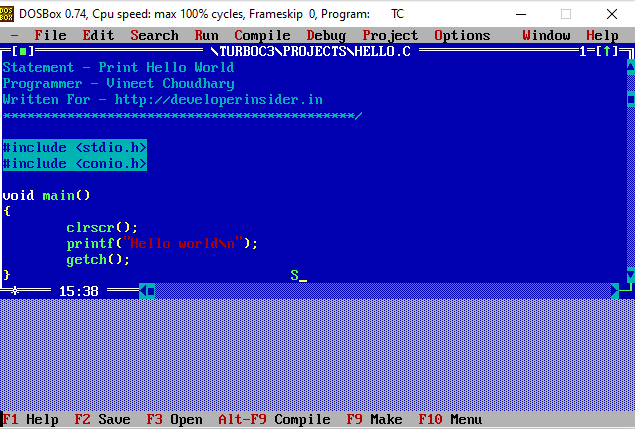 DOS
BOX
DOSBox 0.74, Cpu speed: max 100% cycles, Frameskip 0, Program: TC
File Edit Search Run Compile Debug Project Options Window Help
[■] \TURBOC3\PROJECTS\HELLO.C 1=[↑]
Statement - Print Hello World
Programmer - Vineet Choudhary
Written For - http://developerinsider.in
********************************************/
#include <stdio.h>
#include <conio.h>
void main()
{
clrscr();
printf("Hello world\n");
getch();
} S_
* 15:38
F1 Help F2 Save F3 Open Alt-F9 Compile F9 Make F10 Menu